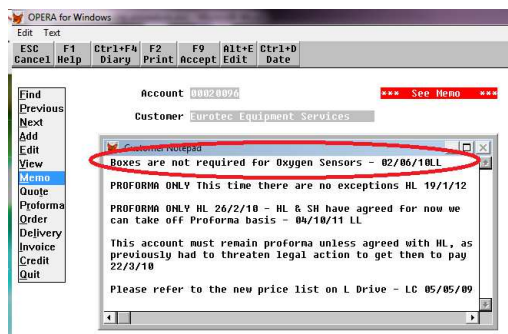 OPERA for Windows
Edit Text
ESC F1 Ctrl+F4 F2 F9 Alt+E Ctrl+D
Cancel Help Diary Print Accept Edit Date
Find
Previous
Next
Add
Edit
View
Memo
Quote
Proforma
Order
Delivery
Invoice
Credit
Quit
Account 00020096
*** See Memo ***
Customer Eurotec Equipment Services
Customer Notepad
Boxes are not required for Oxygen Sensors - 02/06/10LL
PROFORMA ONLY This time there are no exceptions HL 19/1/12
PROFORMA ONLY HL 26/2/10 - HL & SH have agreed for now we
can take off Proforma basis - 04/10/11 LL
This account must remain proforma unless agreed with HL, as
previously had to threaten legal action to get them to pay
22/3/10
Please refer to the new price list on L Drive - LC 05/05/09